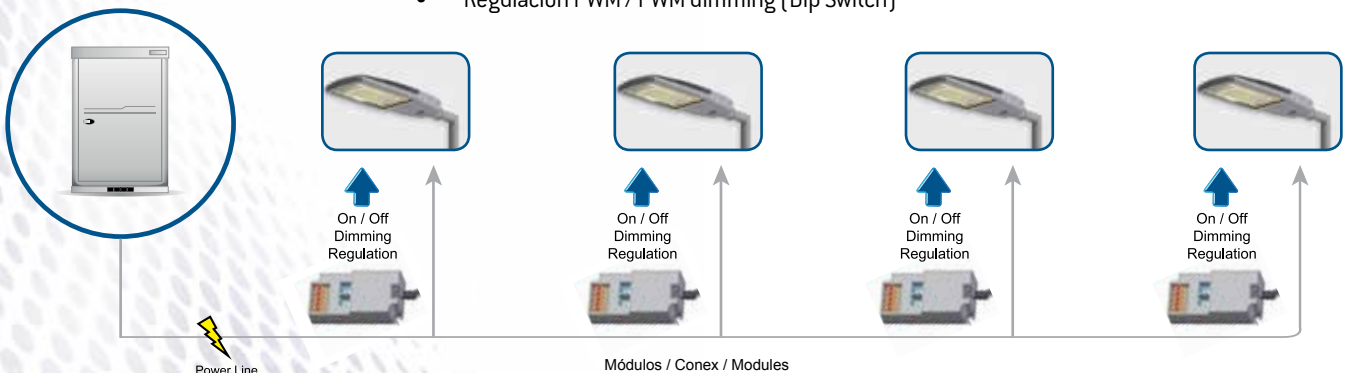 • Regulación PWM / PWM dimming (Dip Switch)
On / Off
Dimming
Regulation
On / Off
Dimming
Regulation
On / Off
Dimming
Regulation
On / Off
Dimming
Regulation
Power Line
Módulos / Conex / Modules